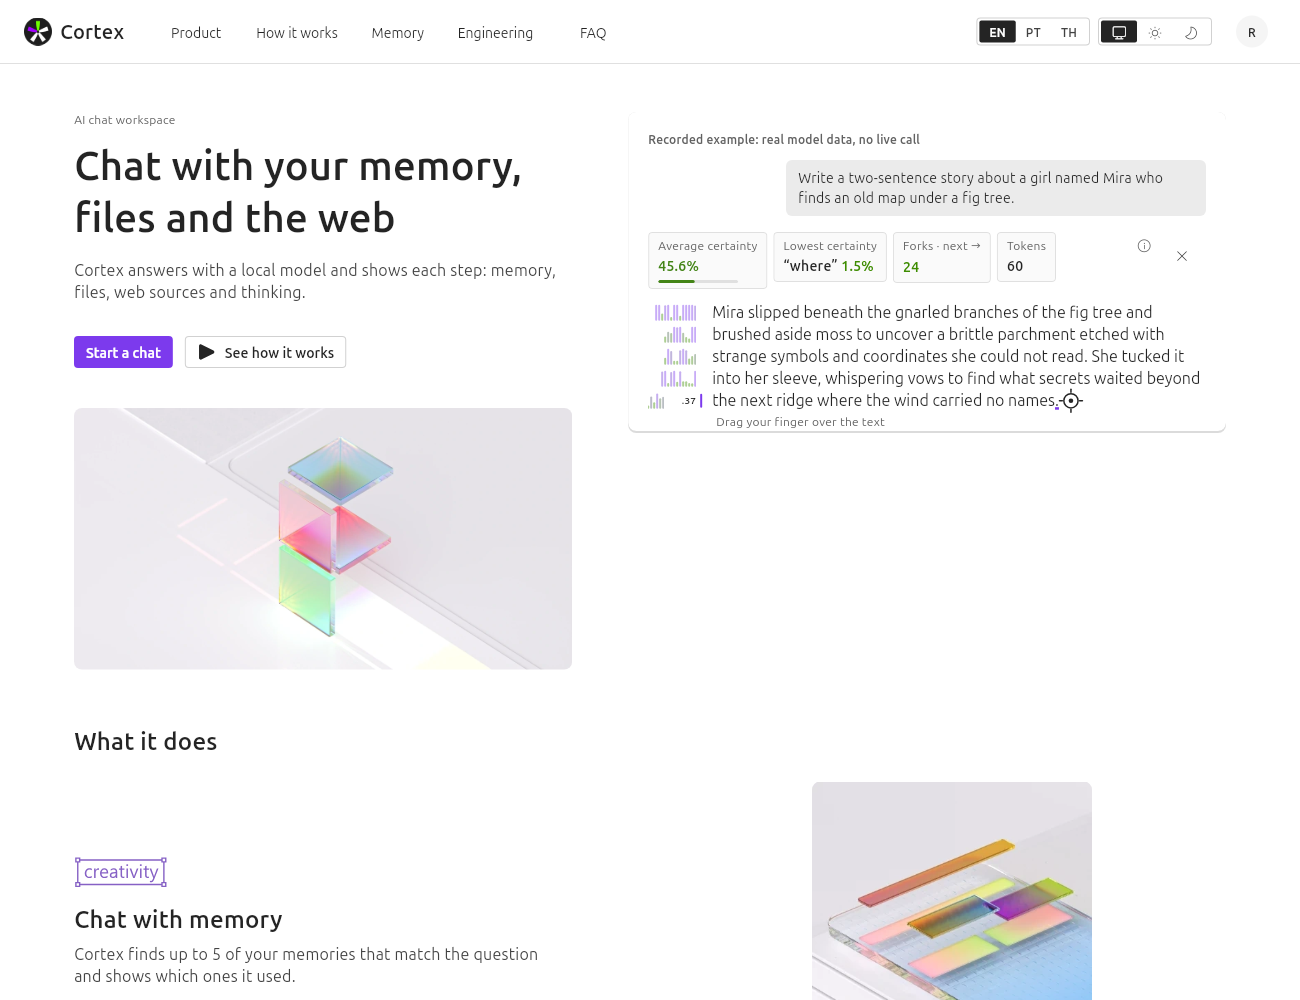 Cortex
Product
How it works
Memory
Engineering
FAQ
EN
PT
TH
R
AI chat workspace
Chat with your memory,
files and the web
Cortex answers with a local model and shows each step: memory,
files, web sources and thinking.
Start a chat
See how it works
Recorded example: real model data, no live call
Write a two-sentence story about a girl named Mira who
finds an old map under a fig tree.
Average certainty
45.6%
Lowest certainty
“where” 1.5%
Forks · next →
24
Tokens
60
Mira slipped beneath the gnarled branches of the fig tree and
brushed aside moss to uncover a brittle parchment etched with
strange symbols and coordinates she could not read. She tucked it
into her sleeve, whispering vows to find what secrets waited beyond
.37
the next ridge where the wind carried no names.
Drag your finger over the text
What it does
creativity
Chat with memory
Cortex finds up to 5 of your memories that match the question
and shows which ones it used.